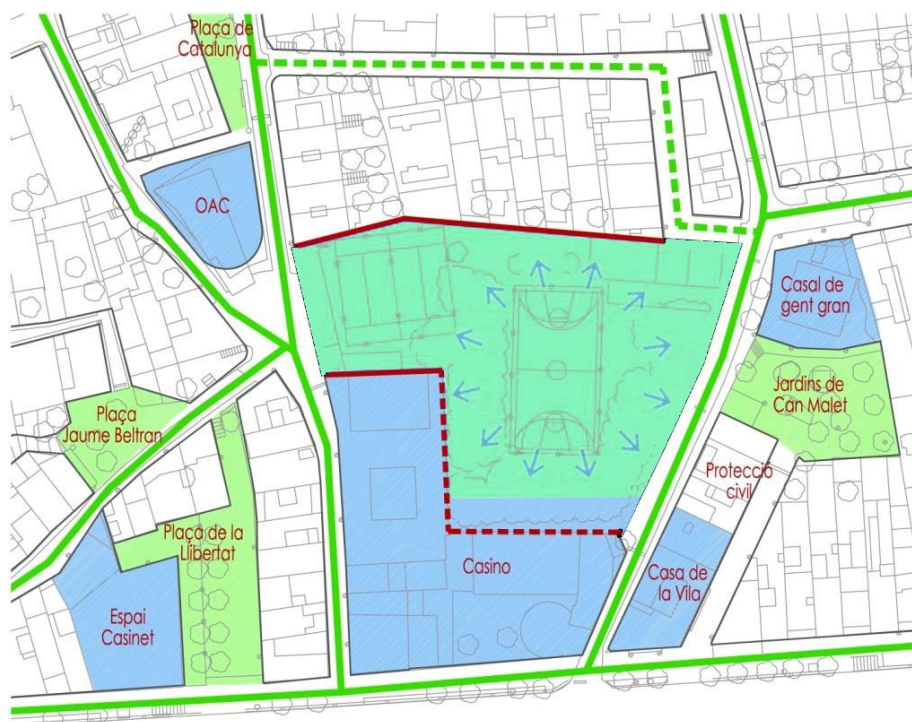 Plaça de
Catalunya
OAC
Casal de
gent gran
Jardins de
Can Malet
Plaça
Jaume Beltran
Protecció
civil
Plaça de la
Llibertat
Casino
Casa de
la Vila
Espai
Casinet